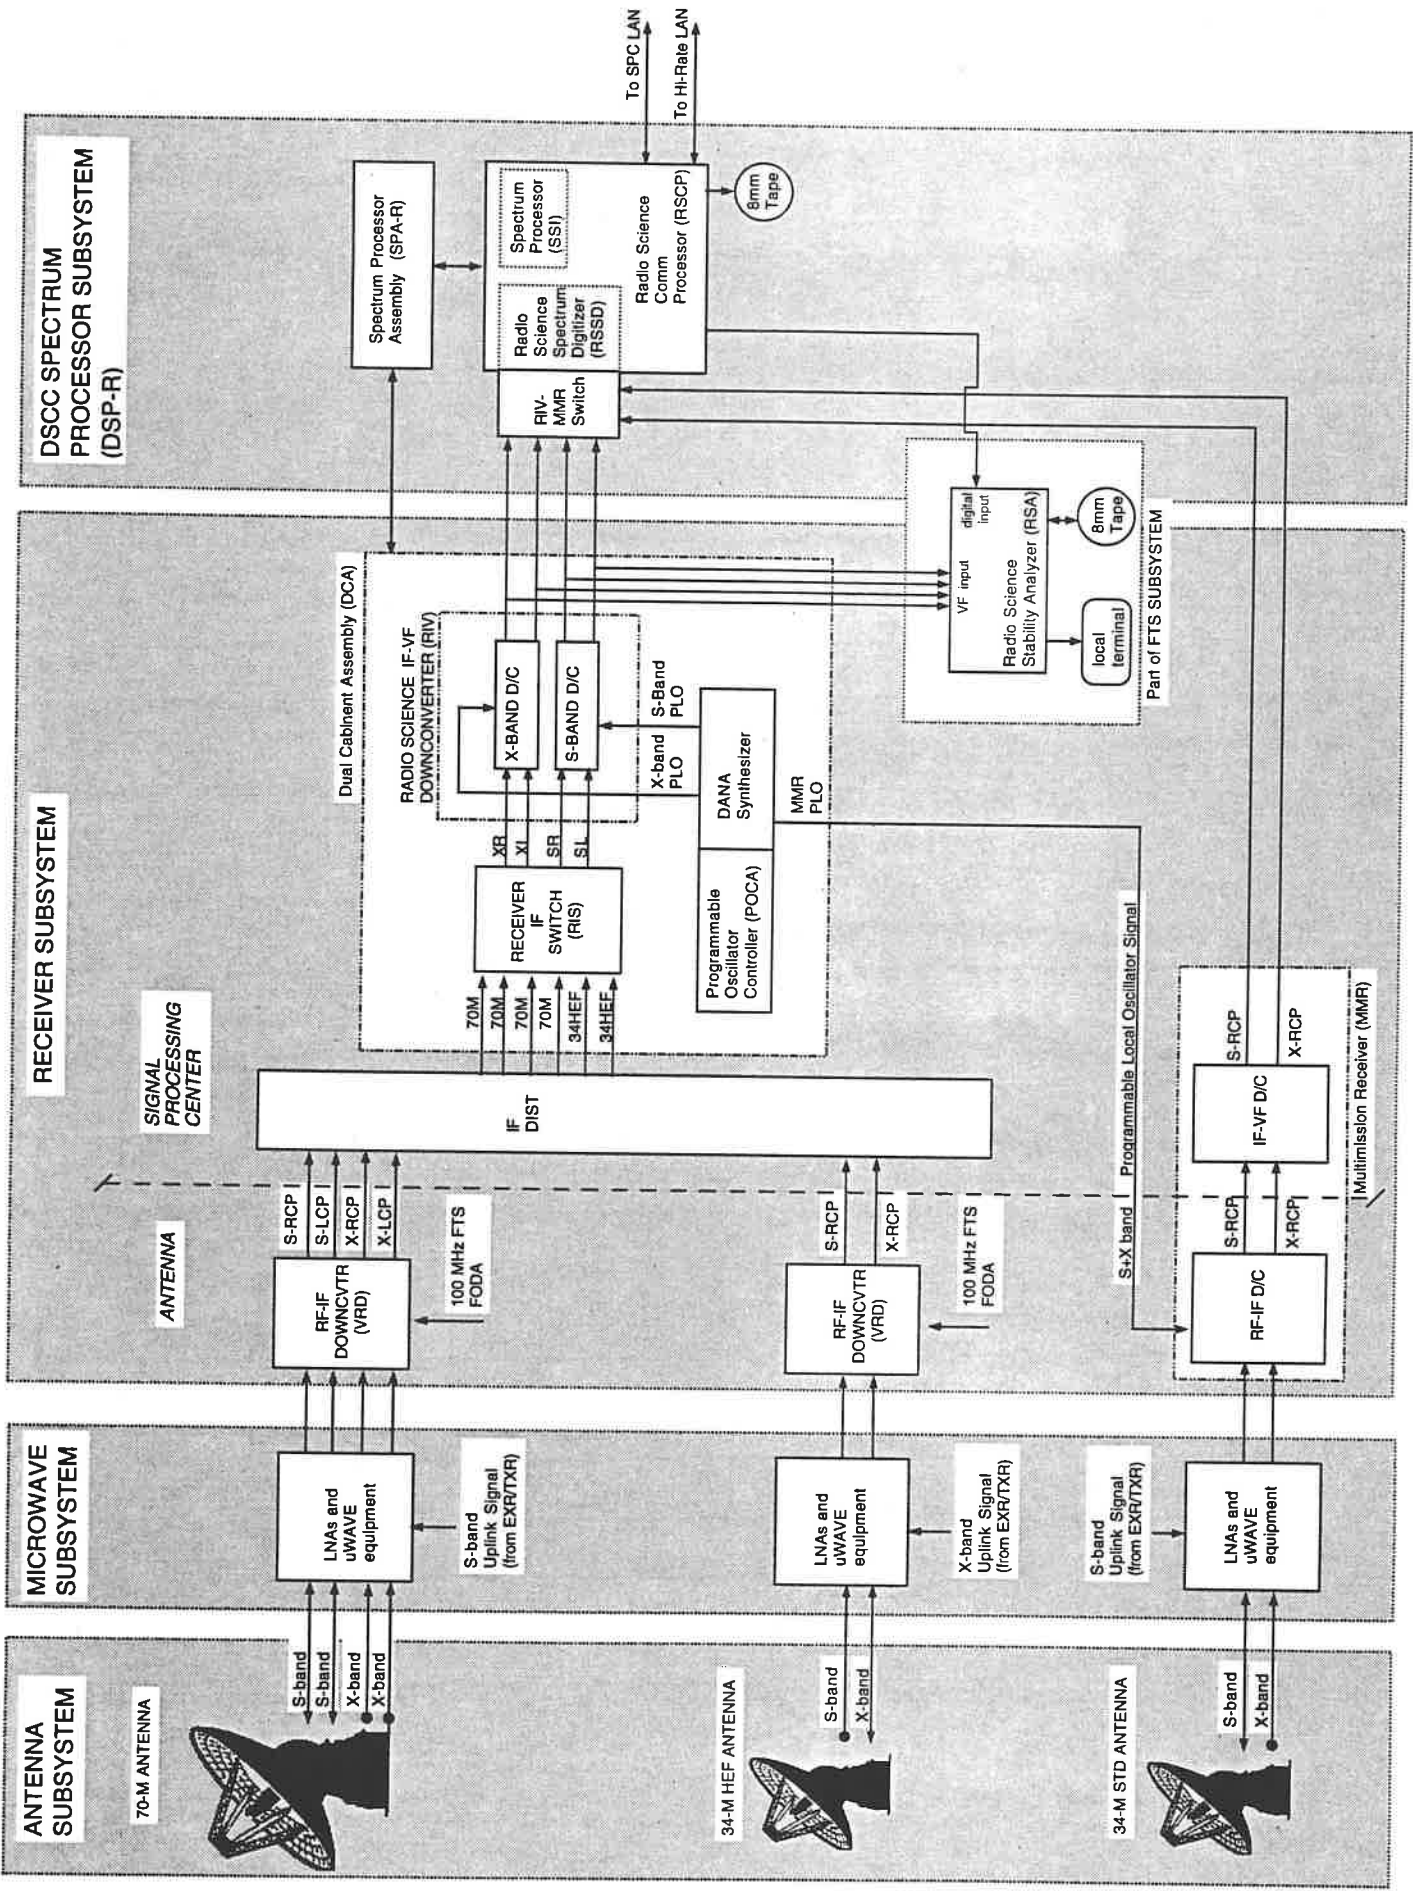 ANTENNA
SUBSYSTEM
70-M ANTENNA
S-band
S-band
X-band
X-band
34-M HEF ANTENNA
S-band
X-band
34-M STD ANTENNA
S-band
X-band
MICROWAVE
SUBSYSTEM
LNAs and
uWAVE
equipment
S-band
Uplink Signal
(from EXR/TXR)
LNAs and
uWAVE
equipment
X-band
Uplink Signal
(from EXR/TXR)
S-band
Uplink Signal
(from EXR/TXR)
LNAs and
uWAVE
equipment
RECEIVER SUBSYSTEM
ANTENNA
SIGNAL
PROCESSING
CENTER
RF-IF
DOWNCVTR
(VRD)
100 MHz FTS
FODA
S-RCP
S-LCP
X-RCP
X-LCP
RF-IF
DOWNCVTR
(VRD)
100 MHz FTS
FODA
S-RCP
X-RCP
IF
DIST
S+X band Programmable Local Oscillator Signal
RF-IF D/C
S-RCP
X-RCP
IF-VF D/C
S-RCP
X-RCP
Multimission Receiver (MMR)
Dual Cabinet Assembly (DCA)
70M
70M
70M
70M
34HEF
34HEF
RECEIVER
IF
SWITCH
(RIS)
XR
XI
SR
SL
RADIO SCIENCE IF-VF
DOWNCONVERTER (RIV)
X-BAND D/C
S-BAND D/C
X-band
PLO
S-Band
PLO
Programmable
Oscillator
Controller (POCA)
DANA
Synthesizer
MMR
PLO
VF input
digital
input
Radio Science
Stability Analyzer (RSA)
local
terminal
8mm
Tape
Part of FTS SUBSYSTEM
DSCC SPECTRUM
PROCESSOR SUBSYSTEM
(DSP-R)
Spectrum Processor
Assembly (SPA-R)
RIV-
MMR
Switch
Radio
Science
Spectrum
Digitizer
(RSSD)
Spectrum
Processor
(SSI)
Radio Science
Comm
Processor (RSCP)
8mm
Tape
To SPC LAN
To Hi-Rate LAN